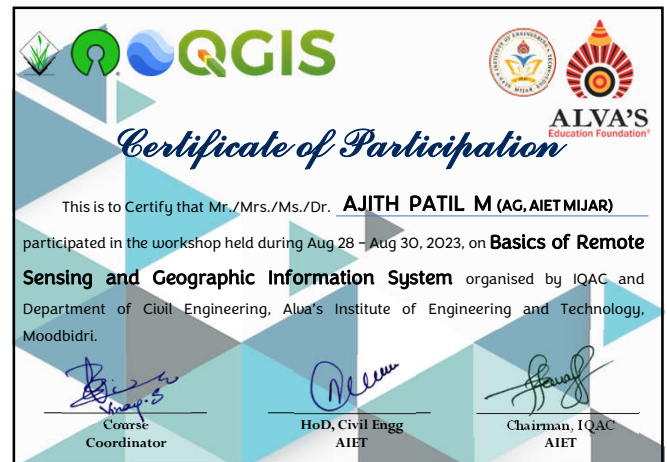 QGIS
ALVA'S
Education Foundation®
Certificate of Participation
This is to Certify that Mr./Mrs./Ms./Dr. AJITH PATIL M (AG, AIET MIJAR)
participated in the workshop held during Aug 28 – Aug 30, 2023, on Basics of Remote
Sensing and Geographic Information System organised by IQAC and
Department of Civil Engineering, Alva's Institute of Engineering and Technology,
Moodbidri.
Vinay.S
Course
Coordinator
HoD, Civil Engg
AIET
Chairman, IQAC
AIET